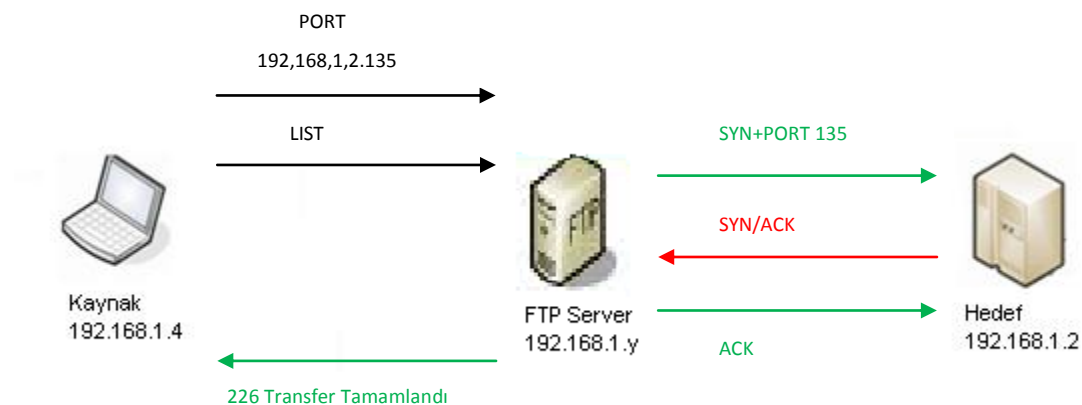 PORT
192,168,1,2.135
LIST
SYN+PORT 135
SYN/ACK
FTP
Kaynak
192.168.1.4
FTP Server
192.168.1.y
ACK
Hedef
192.168.1.2
226 Transfer Tamamlandı